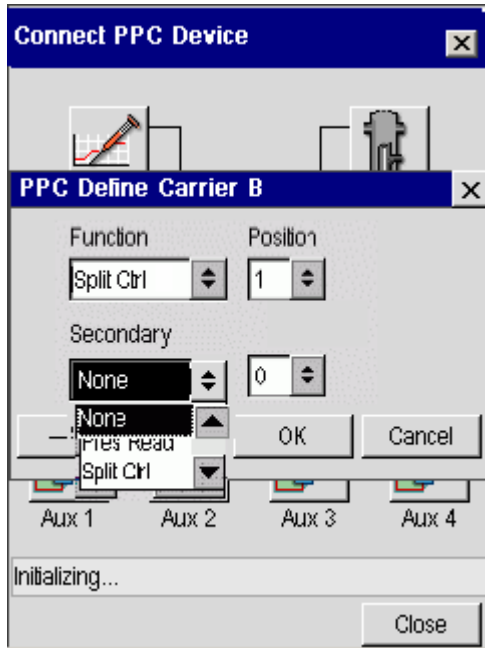 Connect PPC Device
PPC Define Carrier B
Function Position
Split Ctrl 1
Secondary
None 0
None
Pres Read
Split Ctrl
OK Cancel
Aux 1 Aux 2 Aux 3 Aux 4
Initializing...
Close